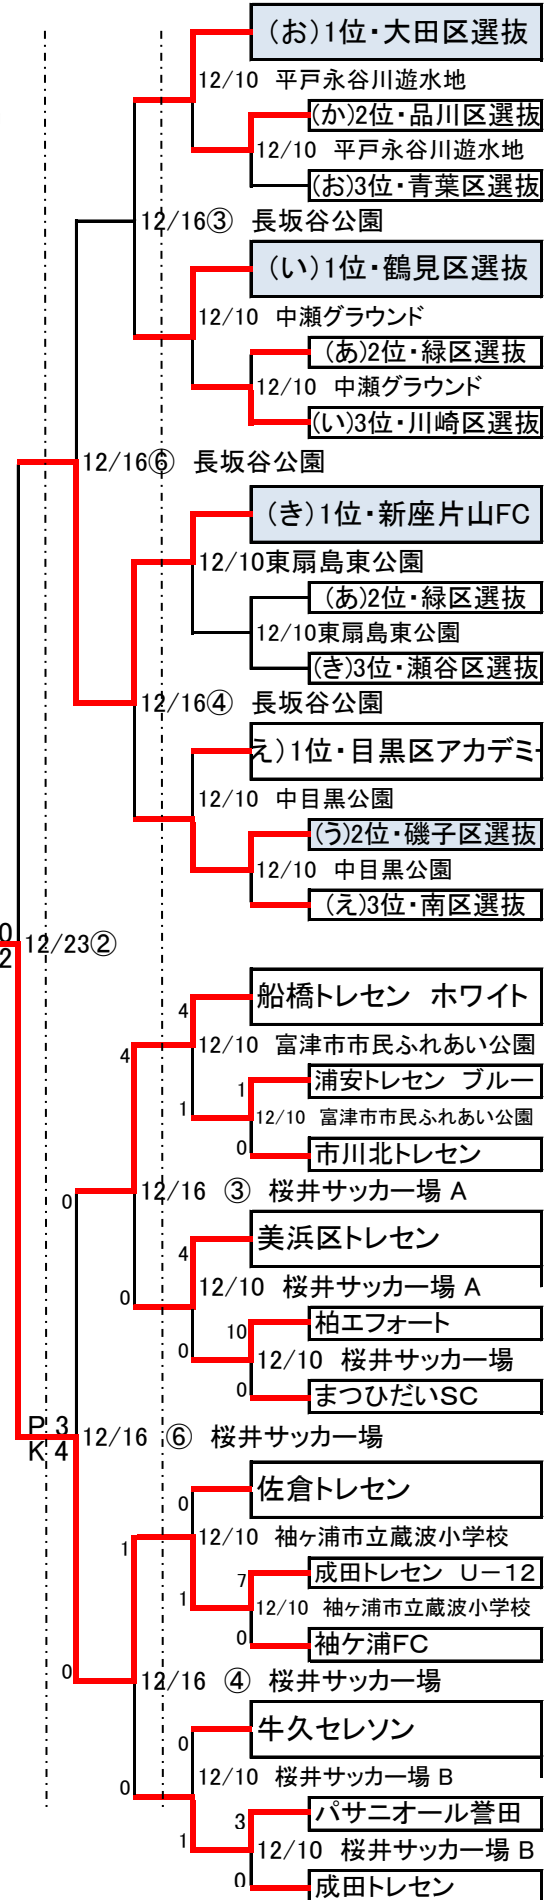 (お)1位・大田区選抜
12/10 平戸永谷川遊水地
(か)2位・品川区選抜
12/10 平戸永谷川遊水地
(お)3位・青葉区選抜
12/16③ 長坂谷公園
(い)1位・鶴見区選抜
12/10 中瀬グラウンド
(あ)2位・緑区選抜
12/10 中瀬グラウンド
(い)3位・川崎区選抜
12/16⑥ 長坂谷公園
(き)1位・新座片山FC
12/10東扇島東公園
(あ)2位・緑区選抜
12/10東扇島東公園
(き)3位・瀬谷区選抜
12/16④ 長坂谷公園
え)1位・目黒区アカデミー
12/10 中目黒公園
(う)2位・磯子区選抜
12/10 中目黒公園
(え)3位・南区選抜
0
12/23②
2
船橋トレセン ホワイト
4
12/10 富津市市民ふれあい公園
4
浦安トレセン ブルー
1
1
12/10 富津市市民ふれあい公園
0
市川北トレセン
12/16 ③ 桜井サッカー場 A
0
美浜区トレセン
4
12/10 桜井サッカー場 A
0
柏エフォート
10
0
12/10 桜井サッカー場
0
まつひだいSC
P 3
12/16 ⑥ 桜井サッカー場
K 4
佐倉トレセン
0
12/10 袖ヶ浦市立蔵波小学校
1
成田トレセン U-12
7
1
12/10 袖ヶ浦市立蔵波小学校
0
袖ケ浦FC
0
12/16 ④ 桜井サッカー場
牛久セレソン
0
12/10 桜井サッカー場 B
0
パサニオール誉田
3
1
12/10 桜井サッカー場 B
0
成田トレセン